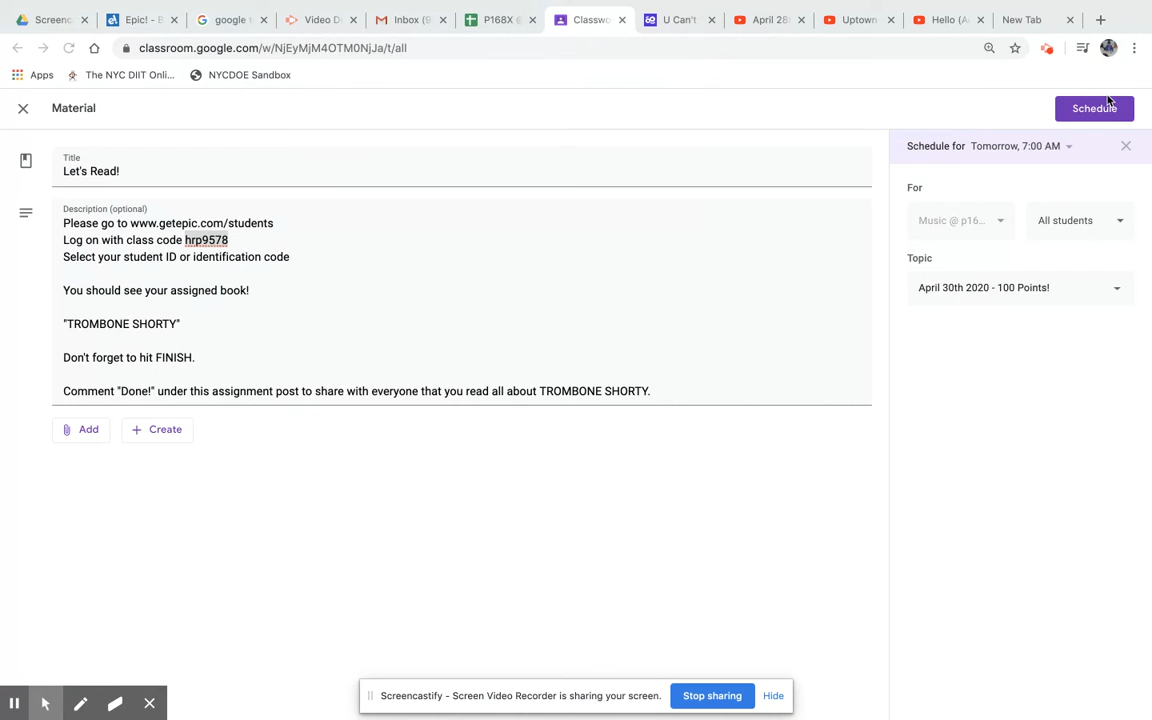 Screenc
Epic! - B
google
Video D
Inbox (9
P168X @
Classwo
U Can't
April 28
Uptown
Hello (A
New Tab
classroom.google.com/w/NjEyMjM4OTM0NjJa/t/all
Apps
The NYC DIIT Onli...
NYCDOE Sandbox
Material
Schedule
Title
Let's Read!
Schedule for Tomorrow, 7:00 AM
Description (optional)
Please go to www.getepic.com/students
Log on with class code hrp9578
Select your student ID or identification code
You should see your assigned book!
"TROMBONE SHORTY"
Don't forget to hit FINISH.
Comment "Done!" under this assignment post to share with everyone that you read all about TROMBONE SHORTY.
For
Music @ p16...
All students
Topic
April 30th 2020 - 100 Points!
Add
Create
Screencastify - Screen Video Recorder is sharing your screen.
Stop sharing
Hide